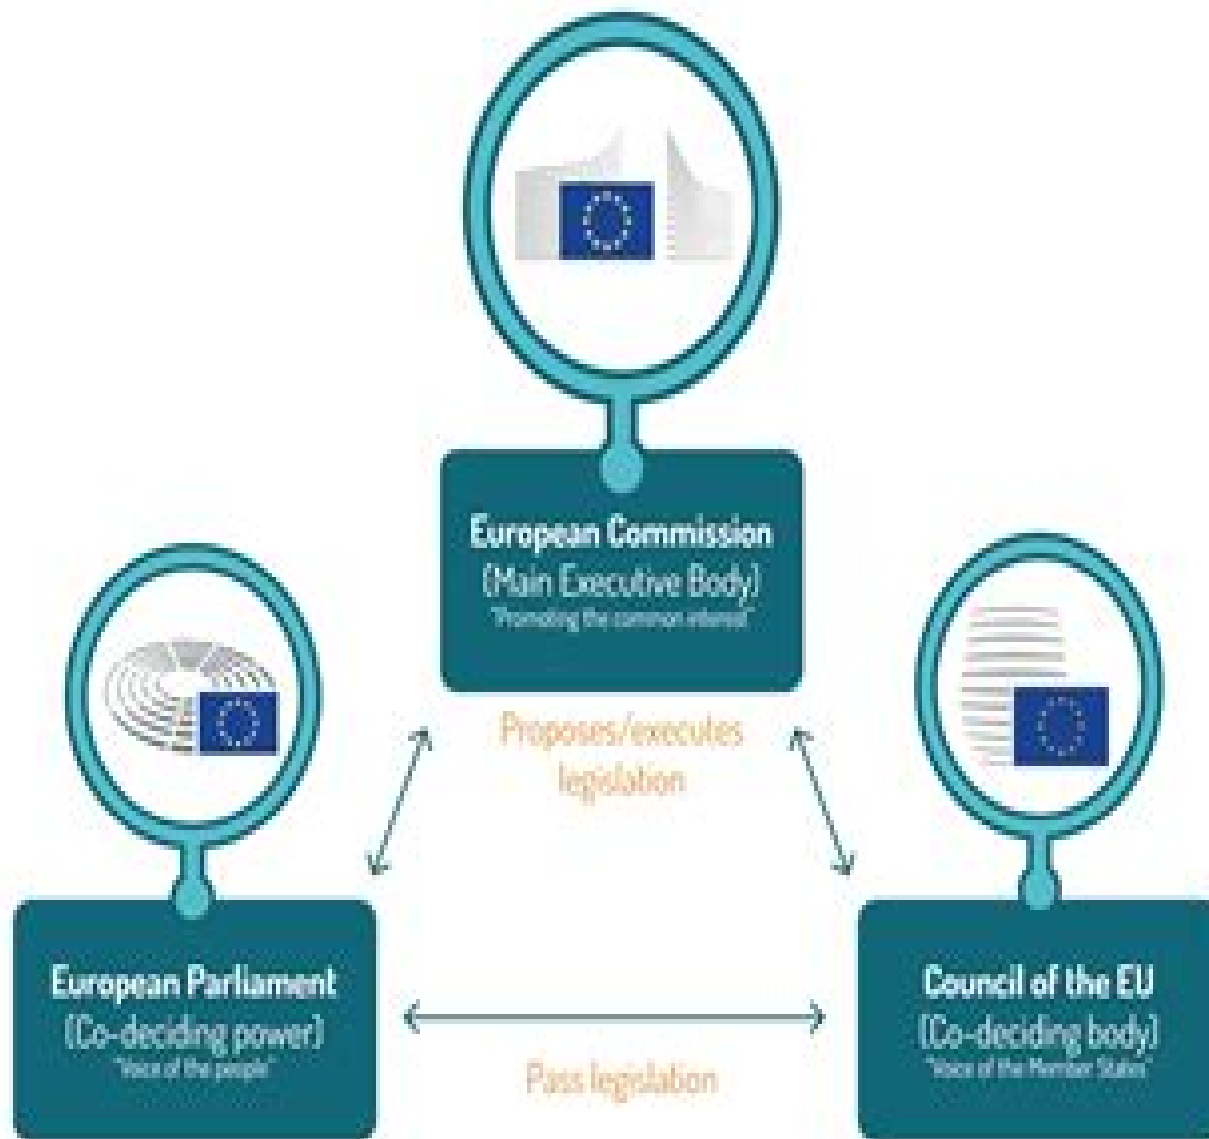 European Commission
(Main Executive Body)
"Promoting the common interest"
Proposes/executes
legislation
European Parliament
(Co-deciding power)
"Voice of the people"
Council of the EU
(Co-deciding body)
"Voice of the Member States"
Pass legislation